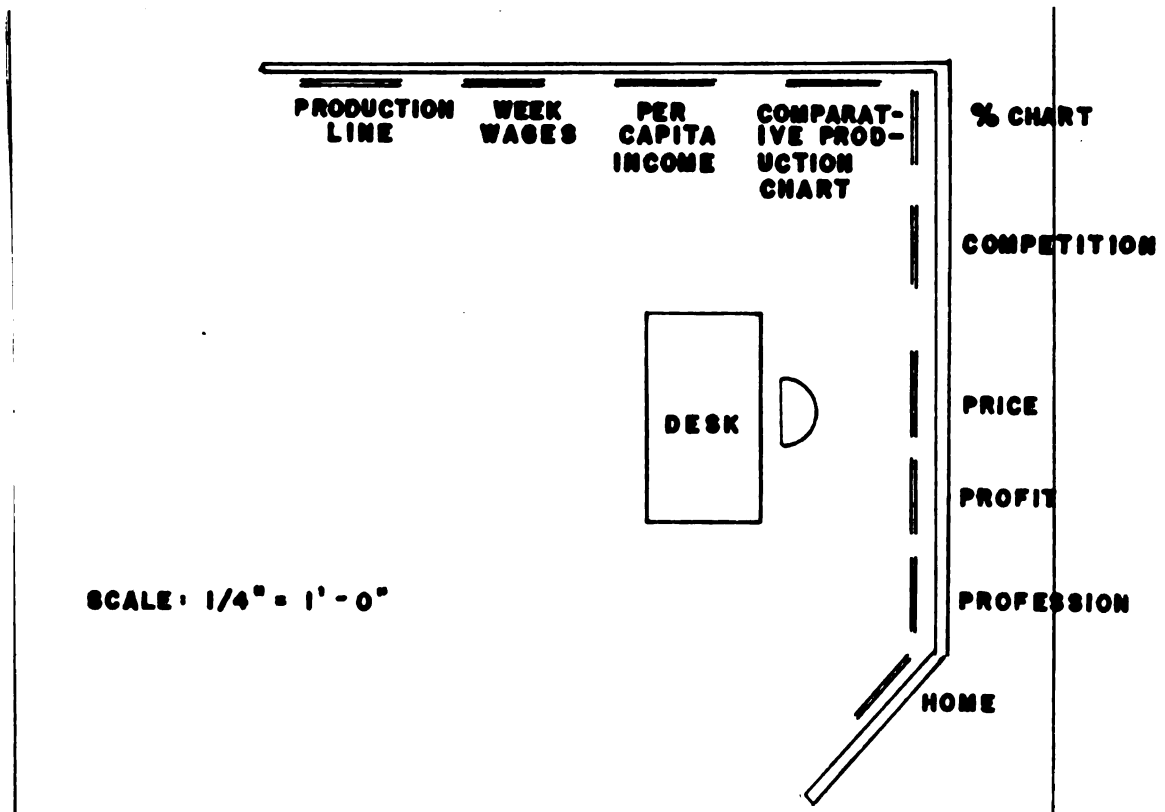 PRODUCTION
LINE
WEEK
WAGES
PER
CAPITA
INCOME
COMPARAT-
IVE PROD-
UCTION
CHART
% CHART
COMPETITION
DESK
PRICE
PROFIT
SCALE: 1/4" = 1' - 0"
PROFESSION
HOME